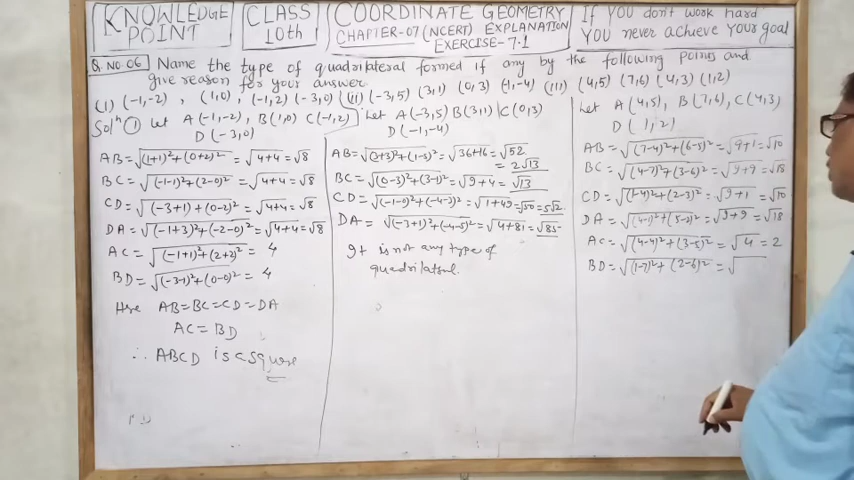 KNOWLEDGE POINT
CLASS 10th
COORDINATE GEOMETRY
CHAPTER-07 (NCERT) EXPLANATION
EXERCISE-7.1
If YOU don't work hard
YOU never achieve Your goal
Q. NO. 06 Name the type of quadrilateral formed if any by the following points and
give reason for your answer
(i) (-1,-2) , (1,0) , (-1,2) (-3,0) (ii) (-3,5) (3,1) (0,3) (-1,-4) (iii) (4,5) (7,6) (4,3) (1,2)
Solⁿ ① Let A(-1,-2), B(1,0) C(-1,2)
D(-3,0)
AB=√(1+1)²+(0+2)² = √4+4 = √8
BC=√(-1-1)²+(2-0)² = √4+4 = √8
CD=√(-3+1)+(0-2)² = √4+4 = √8
DA=√(-1+3)²+(-2-0)² = √4+4 = √8
AC=√(-1+1)²+(2+2)² = 4
BD=√(-3-1)²+(0-0)² = 4
Here AB=BC=CD=DA
AC=BD
∴ ABCD is a square
Let A(-3,5) B(3,1) C(0,3)
D(-1,-4)
AB=√(3+3)²+(1-5)² = √36+16 = √52
= 2√13
BC=√(0-3)²+(3-1)² = √9+4 = √13
CD=√(-1-0)²+(-4-3)² = √1+49 = √50 = 5√2
DA=√(-3+1)²+(-4-5)² = √4+81 = √85
It is not any type of
quadrilateral.
Let A(4,5), B(7,6), C(4,3)
D(1,2)
AB=√(7-4)²+(6-5)² = √9+1 = √10
BC=√(4-7)²+(3-6)² = √9+9 = √18
CD=√(1-4)²+(2-3)² = √9+1 = √10
DA=√(4-1)²+(5-2)² = √9+9 = √18
AC=√(4-4)²+(3-5)² = √4 = 2
BD=√(1-7)²+(2-6)² = √